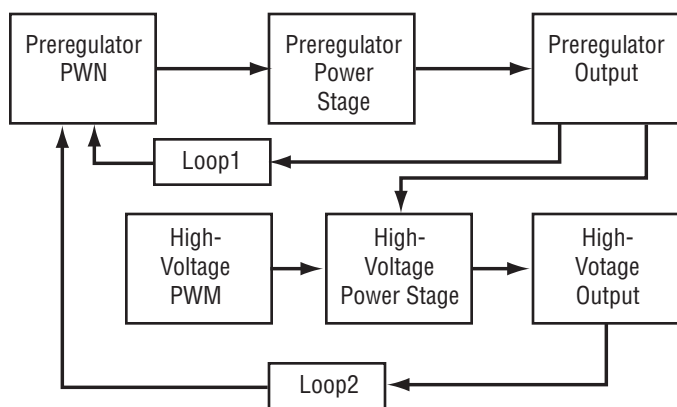 Preregulator
PWN
Preregulator
Power
Stage
Preregulator
Output
Loop1
High-
Voltage
PWM
High-
Voltage
Power Stage
High-
Votage
Output
Loop2